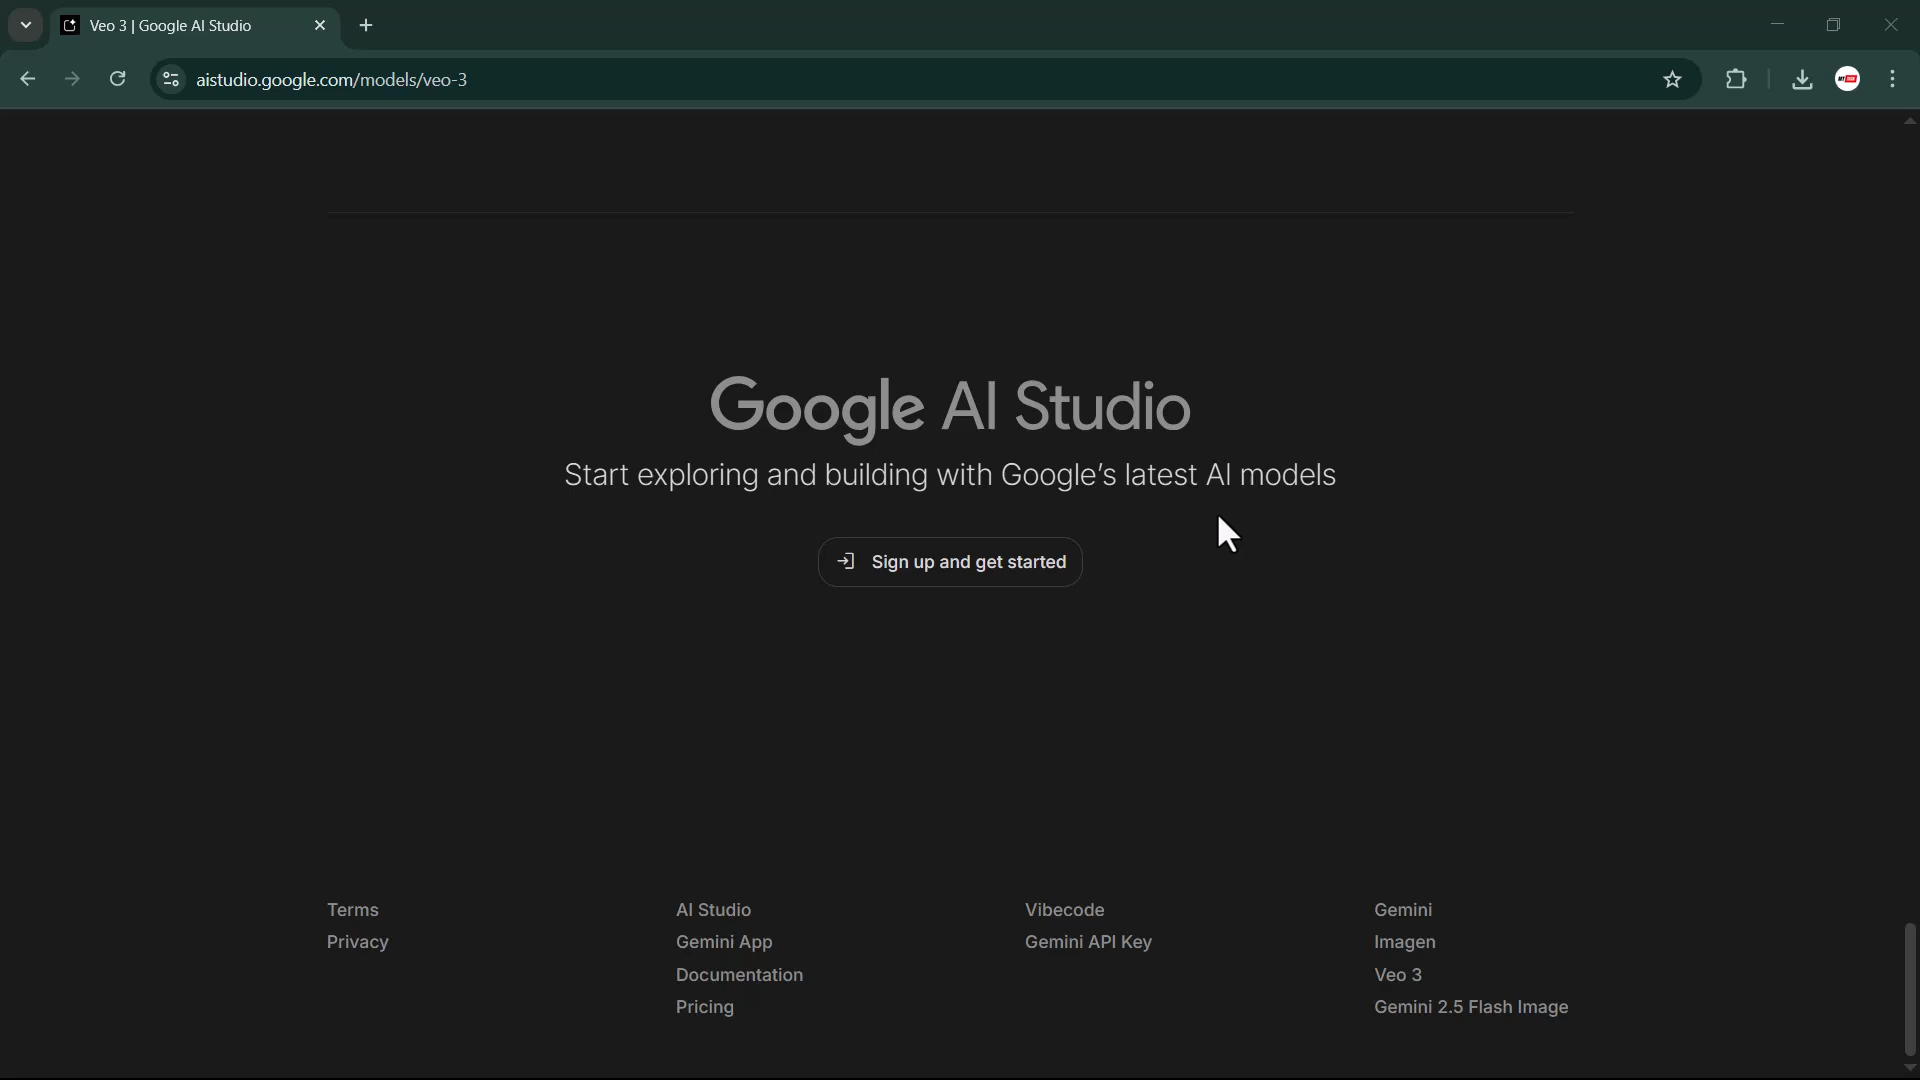 Veo 3 | Google AI Studio
aistudio.google.com/models/veo-3
Google AI Studio
Start exploring and building with Google's latest AI models
Sign up and get started
Terms
Privacy
AI Studio
Gemini App
Documentation
Pricing
Vibecode
Gemini API Key
Gemini
Imagen
Veo 3
Gemini 2.5 Flash Image